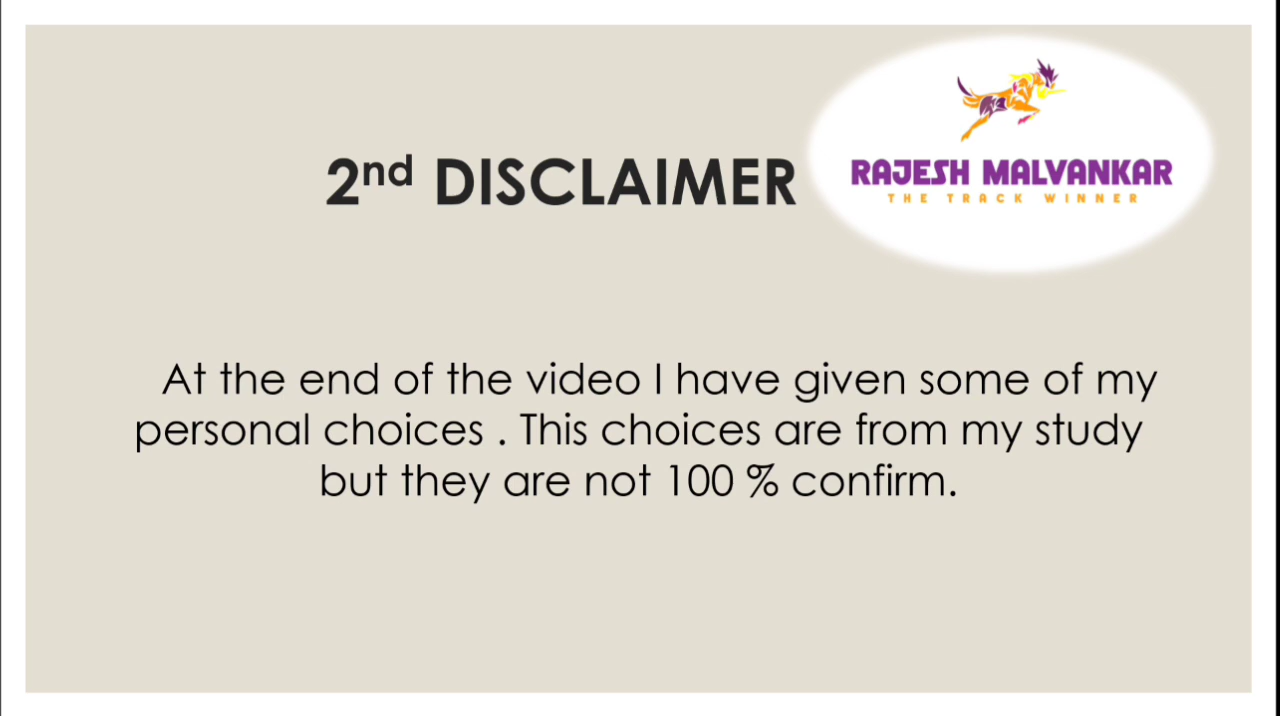 RAJESH MALVANKAR
THE TRACK WINNER
2nd DISCLAIMER
At the end of the video I have given some of my
personal choices . This choices are from my study
but they are not 100 % confirm.